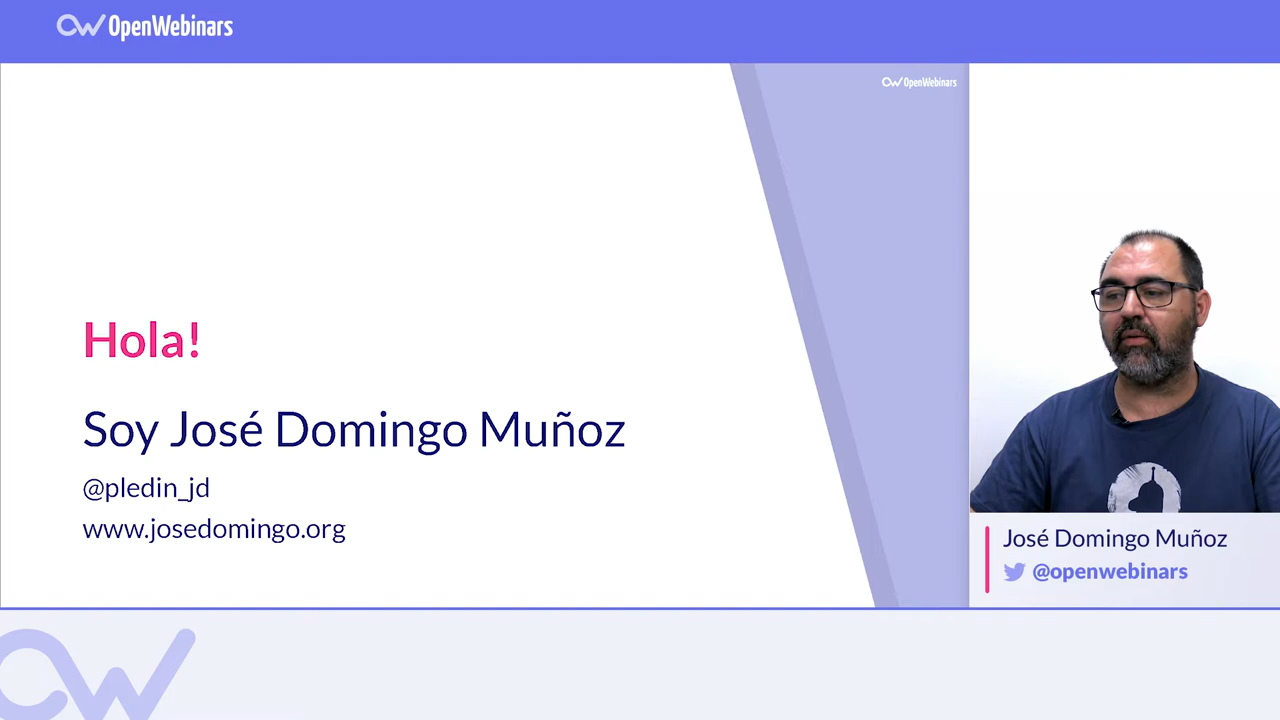 OpenWebinars
OpenWebinars
Hola!
Soy José Domingo Muñoz
@pledin_jd
www.josedomingo.org
José Domingo Muñoz
@openwebinars